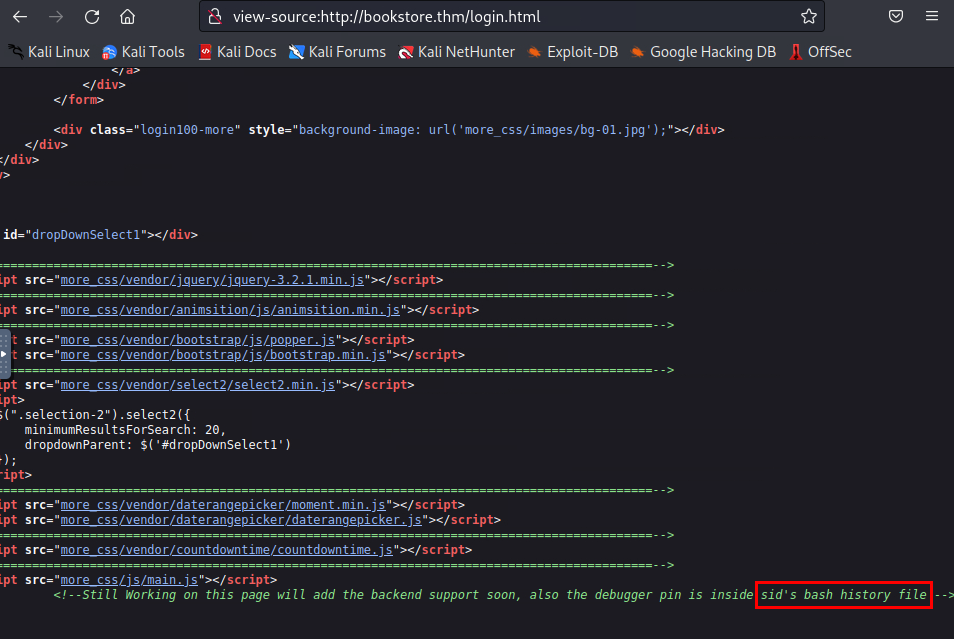 view-source:http://bookstore.thm/login.html
Kali Linux Kali Tools Kali Docs Kali Forums Kali NetHunter Exploit-DB Google Hacking DB OffSec
</a>
</div>
</form>
<div class="login100-more" style="background-image: url('more_css/images/bg-01.jpg');"></div>
</div>
</div>
>
id="dropDownSelect1"></div>
===========================================================================================-->
ipt src="more_css/vendor/jquery/jquery-3.2.1.min.js"></script>
===========================================================================================-->
ipt src="more_css/vendor/animsition/js/animsition.min.js"></script>
===========================================================================================-->
t src="more_css/vendor/bootstrap/js/popper.js"></script>
t src="more_css/vendor/bootstrap/js/bootstrap.min.js"></script>
===========================================================================================-->
ipt src="more_css/vendor/select2/select2.min.js"></script>
ipt>
$(".selection-2").select2({
minimumResultsForSearch: 20,
dropdownParent: $('#dropDownSelect1')
});
ript>
===========================================================================================-->
ipt src="more_css/vendor/daterangepicker/moment.min.js"></script>
ipt src="more_css/vendor/daterangepicker/daterangepicker.js"></script>
===========================================================================================-->
ipt src="more_css/vendor/countdowntime/countdowntime.js"></script>
===========================================================================================-->
ipt src="more_css/js/main.js"></script>
<!--Still Working on this page will add the backend support soon, also the debugger pin is inside sid's bash history file -->